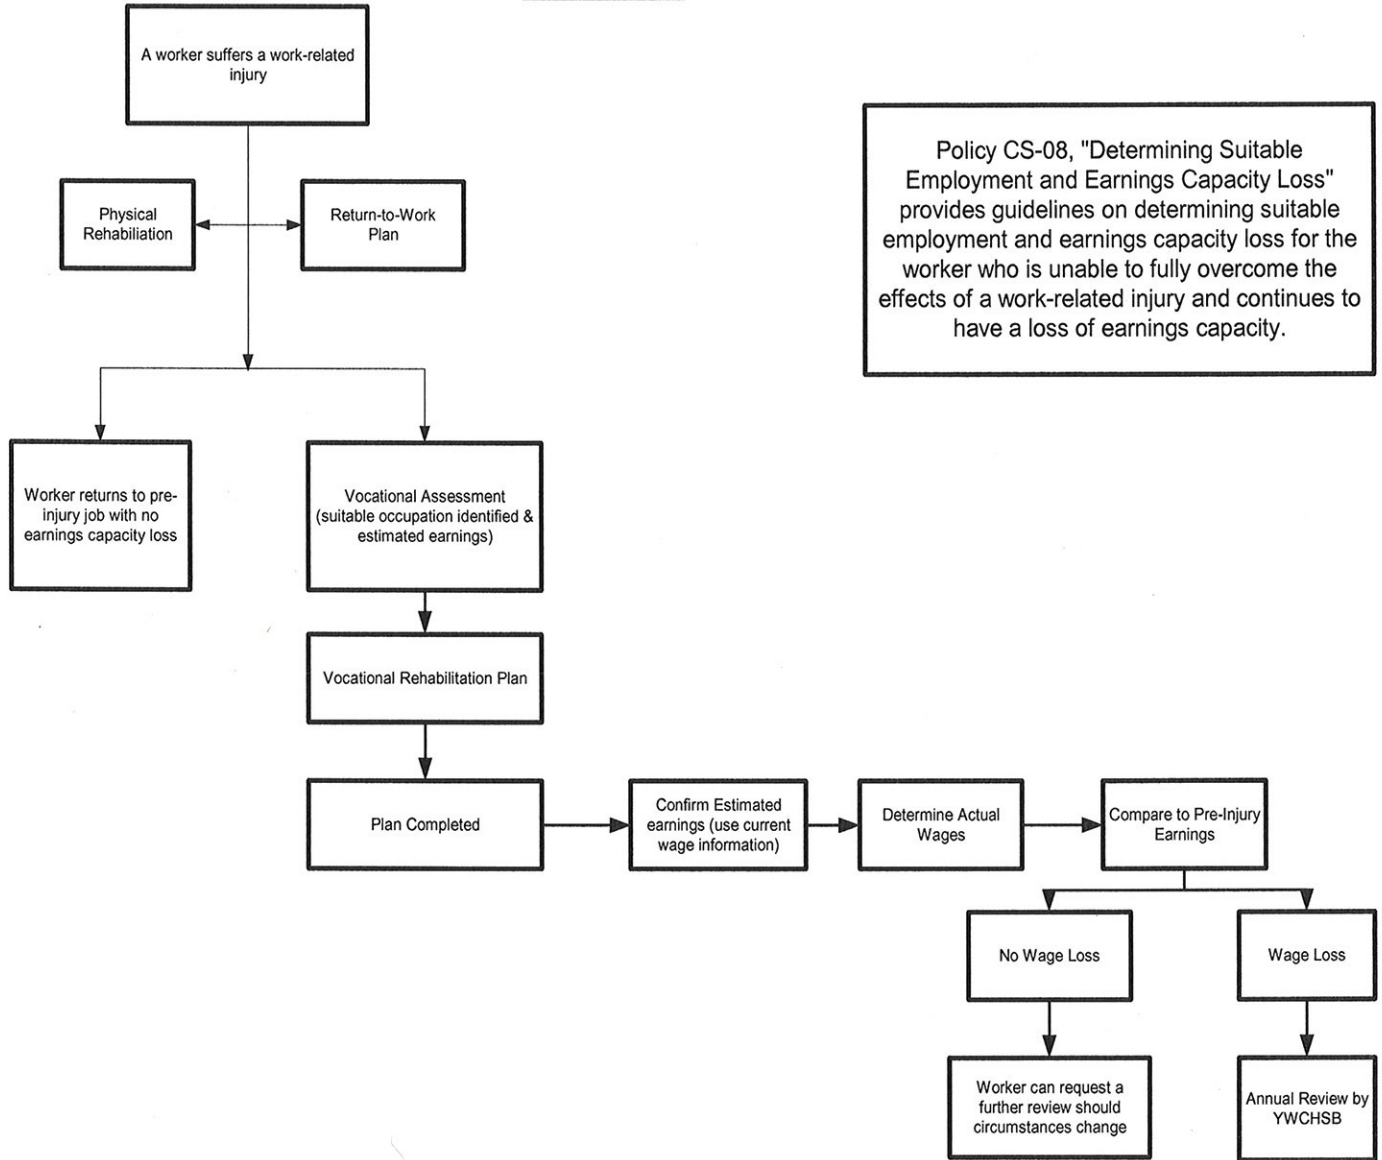 A worker suffers a work-related
injury
Policy CS-08, "Determining Suitable
Employment and Earnings Capacity Loss"
provides guidelines on determining suitable
employment and earnings capacity loss for the
worker who is unable to fully overcome the
effects of a work-related injury and continues to
have a loss of earnings capacity.
Physical
Rehabiliation
Return-to-Work
Plan
Worker returns to pre-
injury job with no
earnings capacity loss
Vocational Assessment
(suitable occupation identified &
estimated earnings)
Vocational Rehabilitation Plan
Plan Completed
Confirm Estimated
earnings (use current
wage information)
Determine Actual
Wages
Compare to Pre-Injury
Earnings
No Wage Loss
Wage Loss
Worker can request a
further review should
circumstances change
Annual Review by
YWCHSB